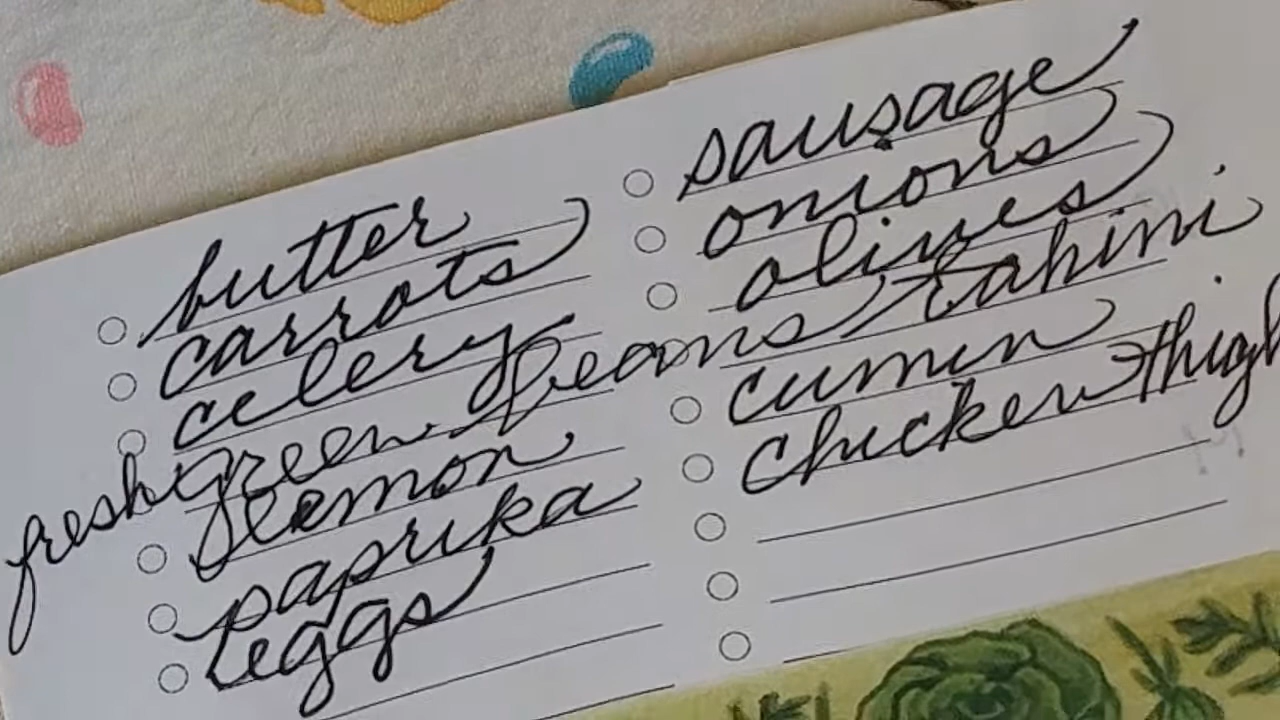 butter
carrots
celery
fresh green beans
lemon
paprika
eggs
sausage
onions
olives
tahini
cumin
chicken thigh